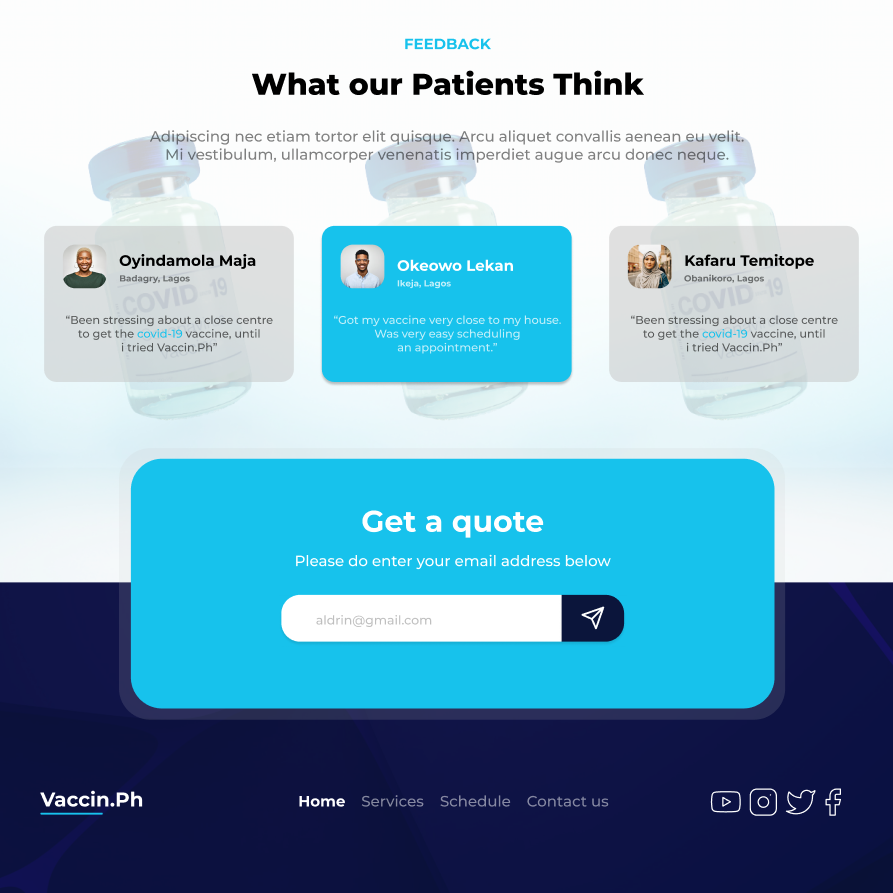 FEEDBACK
What our Patients Think
Adipiscing nec etiam tortor elit quisque. Arcu aliquet convallis aenean eu velit.
Mi vestibulum, ullamcorper venenatis imperdiet augue arcu donec neque.
Oyindamola Maja
Badagry, Lagos
COVID-19
“Been stressing about a close centre
to get the covid-19 vaccine, until
i tried Vaccin.Ph”
Okeowo Lekan
Ikeja, Lagos
“Got my vaccine very close to my house.
Was very easy scheduling
an appointment.”
Kafaru Temitope
Obanikoro, Lagos
COVID-19
“Been stressing about a close centre
to get the covid-19 vaccine, until
i tried Vaccin.Ph”
Get a quote
Please do enter your email address below
aldrin@gmail.com
Vaccin.Ph
Home Services Schedule Contact us